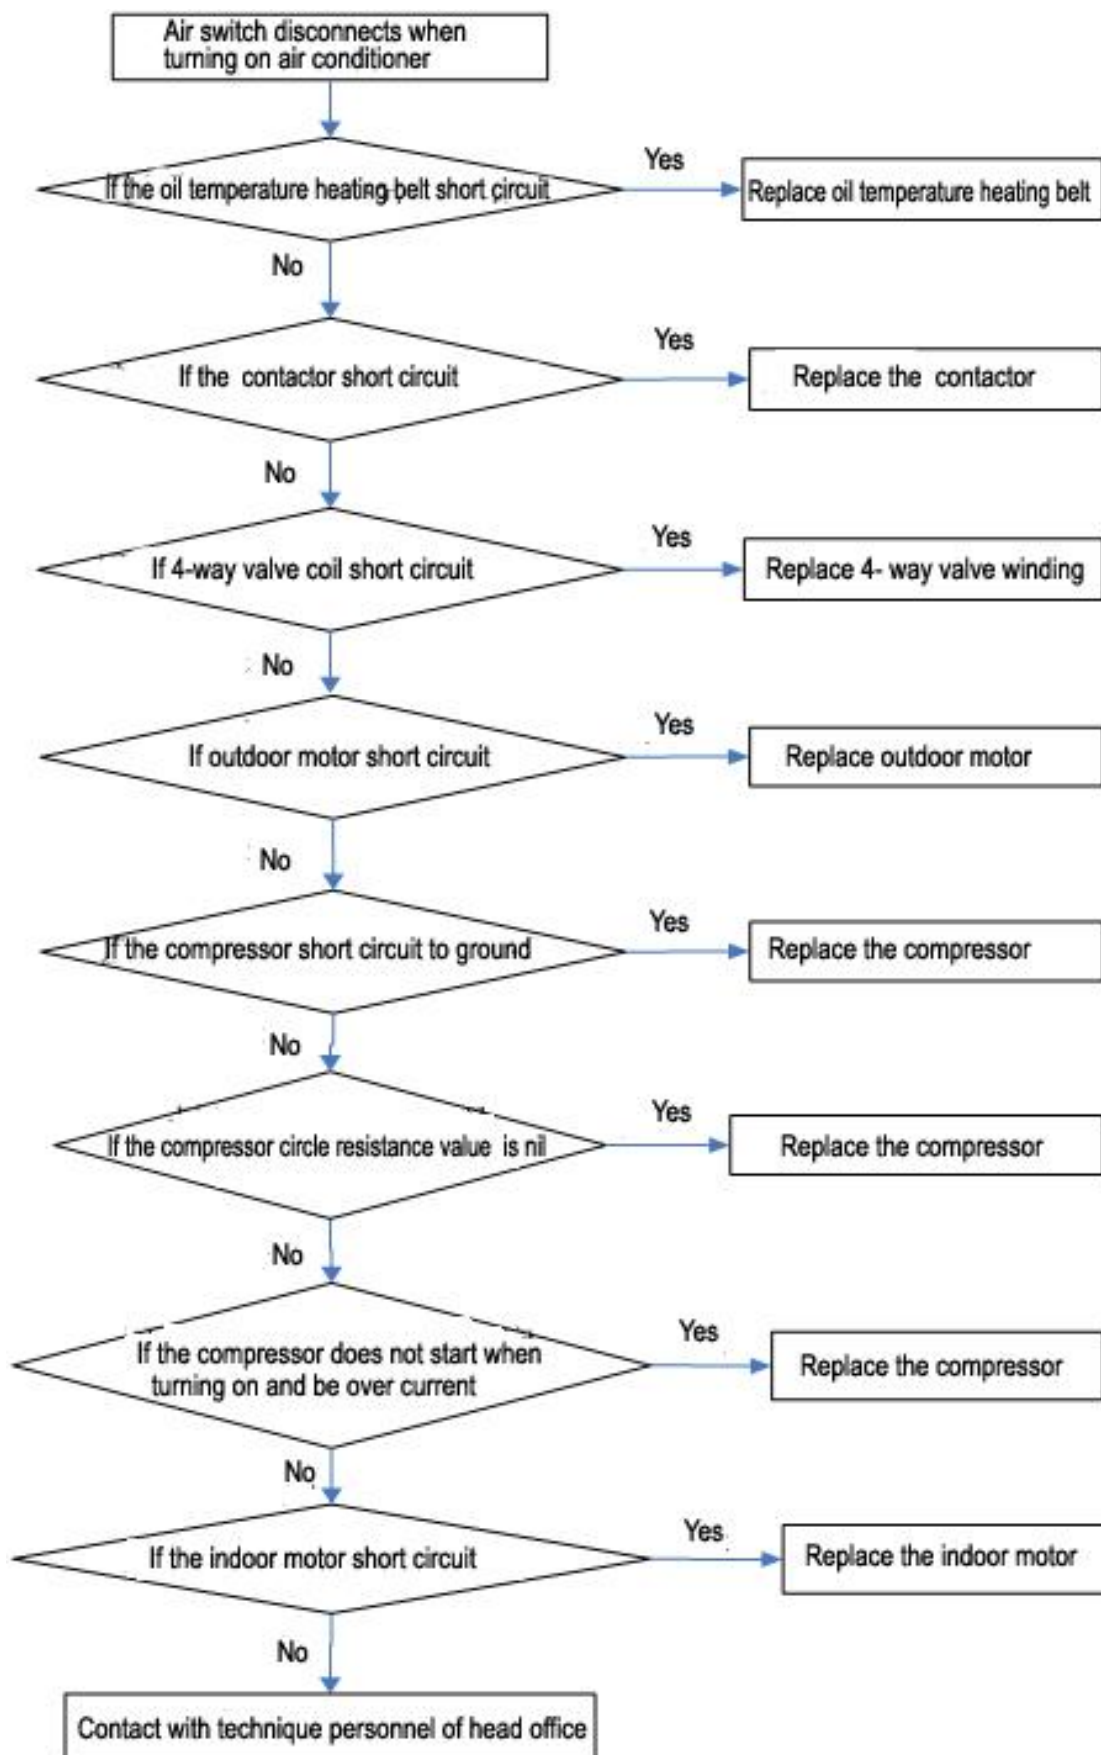 Air switch disconnects when
turning on air conditioner
If the oil temperature heating belt short circuit
Yes
Replace oil temperature heating belt
No
If the contactor short circuit
Yes
Replace the contactor
No
If 4-way valve coil short circuit
Yes
Replace 4- way valve winding
No
If outdoor motor short circuit
Yes
Replace outdoor motor
No
If the compressor short circuit to ground
Yes
Replace the compressor
No
If the compressor circle resistance value is nil
Yes
Replace the compressor
No
If the compressor does not start when
turning on and be over current
Yes
Replace the compressor
No
If the indoor motor short circuit
Yes
Replace the indoor motor
No
Contact with technique personnel of head office